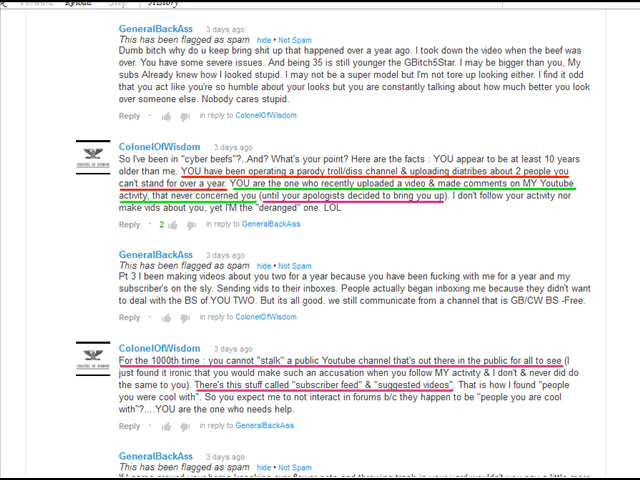 Forward
GeneralBackAss 3 days ago
This has been flagged as spam hide • Not Spam
Dumb bitch why do u keep bring shit up that happened over a year ago. I took down the video when the beef was
over. You have some severe issues. And being 35 is still younger the GBitch5Star. I may be bigger than you, My
subs Already knew how I looked stupid. I may not be a super model but I'm not tore up looking either. I find it odd
that you act like you're so humble about your looks but you are constantly talking about how much better you look
over someone else. Nobody cares stupid.
Reply • in reply to ColonelOfWisdom
ColonelOfWisdom 3 days ago
So I've been in "cyber beefs"?..And? What's your point? Here are the facts : YOU appear to be at least 10 years
older than me. YOU have been operating a parody troll/diss channel & uploading diatribes about 2 people you
can't stand for over a year. YOU are the one who recently uploaded a video & made comments on MY Youtube
activity, that never concerned you (until your apologists decided to bring you up). I don't follow your activity nor
make vids about you, yet I'M the "deranged" one. LOL
Reply • 2 in reply to GeneralBackAss
GeneralBackAss 3 days ago
This has been flagged as spam hide • Not Spam
Pt 3 I been making videos about you two for a year because you have been fucking with me for a year and my
subscriber's on the sly. Sending vids to their inboxes. People actually began inboxing me because they didn't want
to deal with the BS of YOU TWO. But its all good. we still communicate from a channel that is GB/CW BS -Free.
Reply • in reply to ColonelOfWisdom
ColonelOfWisdom 3 days ago
For the 1000th time : you cannot "stalk" a public Youtube channel that's out there in the public for all to see (I
just found it ironic that you would make such an accusation when you follow MY activity & I don't & never did do
the same to you). There's this stuff called "subscriber feed" & "suggested videos". That is how I found "people
you were cool with". So you expect me to not interact in forums b/c they happen to be "people you are cool
with"?....YOU are the one who needs help.
Reply • in reply to GeneralBackAss
GeneralBackAss 3 days ago
This has been flagged as spam hide • Not Spam